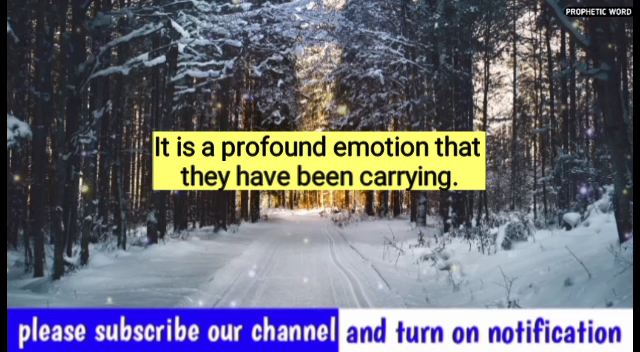 PROPHETIC WORD
It is a profound emotion that
they have been carrying.
please subscribe our channel and turn on notification